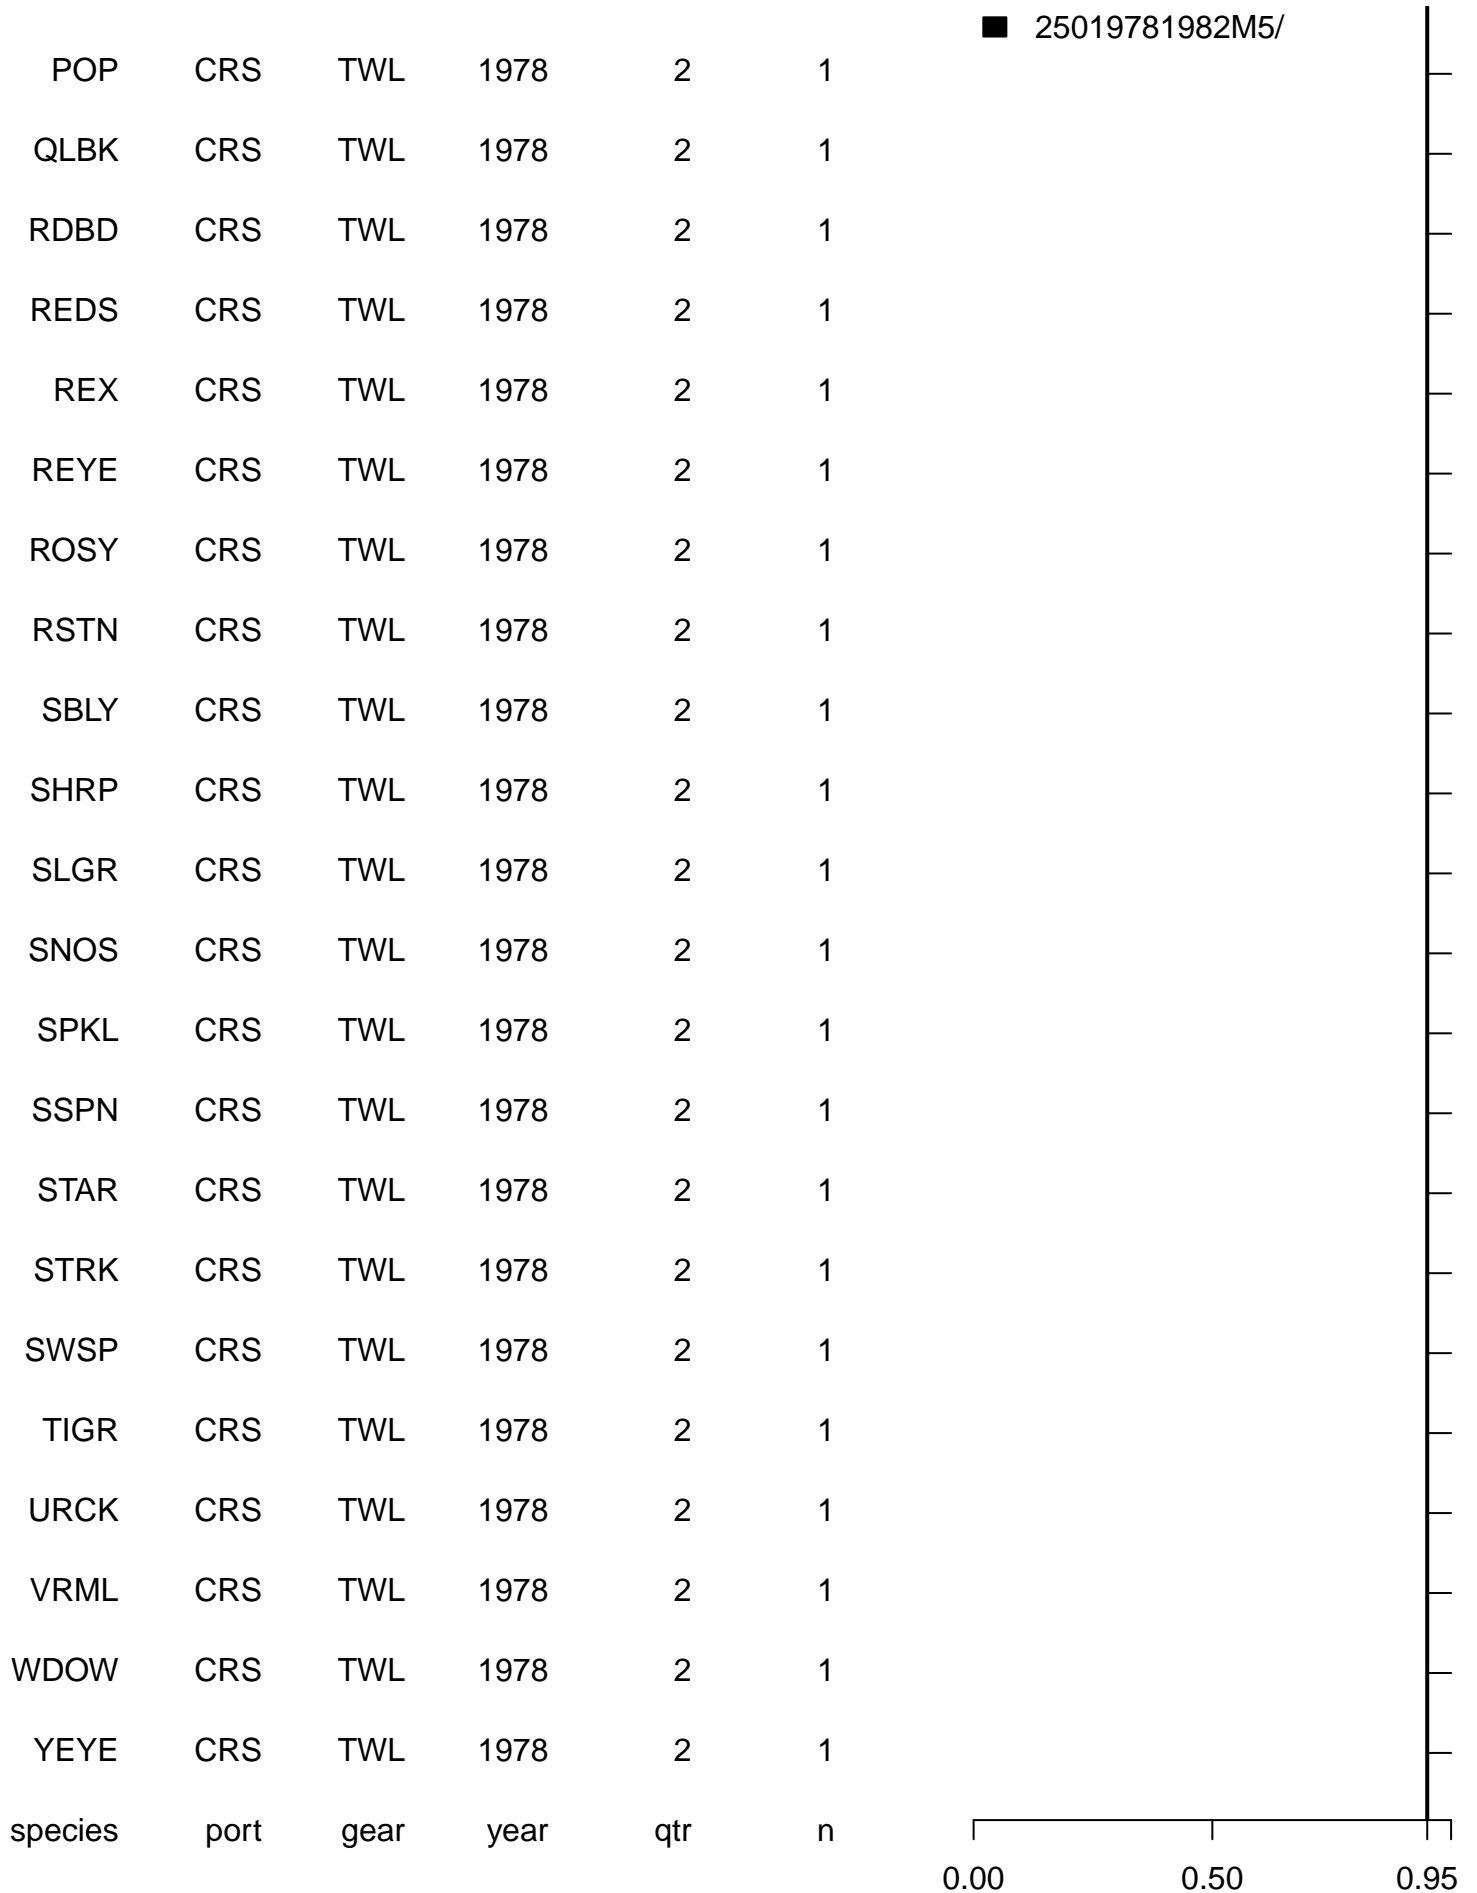 25019781982M5/
POP CRS TWL 1978 2 1
QLBK CRS TWL 1978 2 1
RDBD CRS TWL 1978 2 1
REDS CRS TWL 1978 2 1
REX CRS TWL 1978 2 1
REYE CRS TWL 1978 2 1
ROSY CRS TWL 1978 2 1
RSTN CRS TWL 1978 2 1
SBLY CRS TWL 1978 2 1
SHRP CRS TWL 1978 2 1
SLGR CRS TWL 1978 2 1
SNOS CRS TWL 1978 2 1
SPKL CRS TWL 1978 2 1
SSPN CRS TWL 1978 2 1
STAR CRS TWL 1978 2 1
STRK CRS TWL 1978 2 1
SWSP CRS TWL 1978 2 1
TIGR CRS TWL 1978 2 1
URCK CRS TWL 1978 2 1
VRML CRS TWL 1978 2 1
WDOW CRS TWL 1978 2 1
YEYE CRS TWL 1978 2 1
species port gear year qtr n
0.00 0.50 0.95